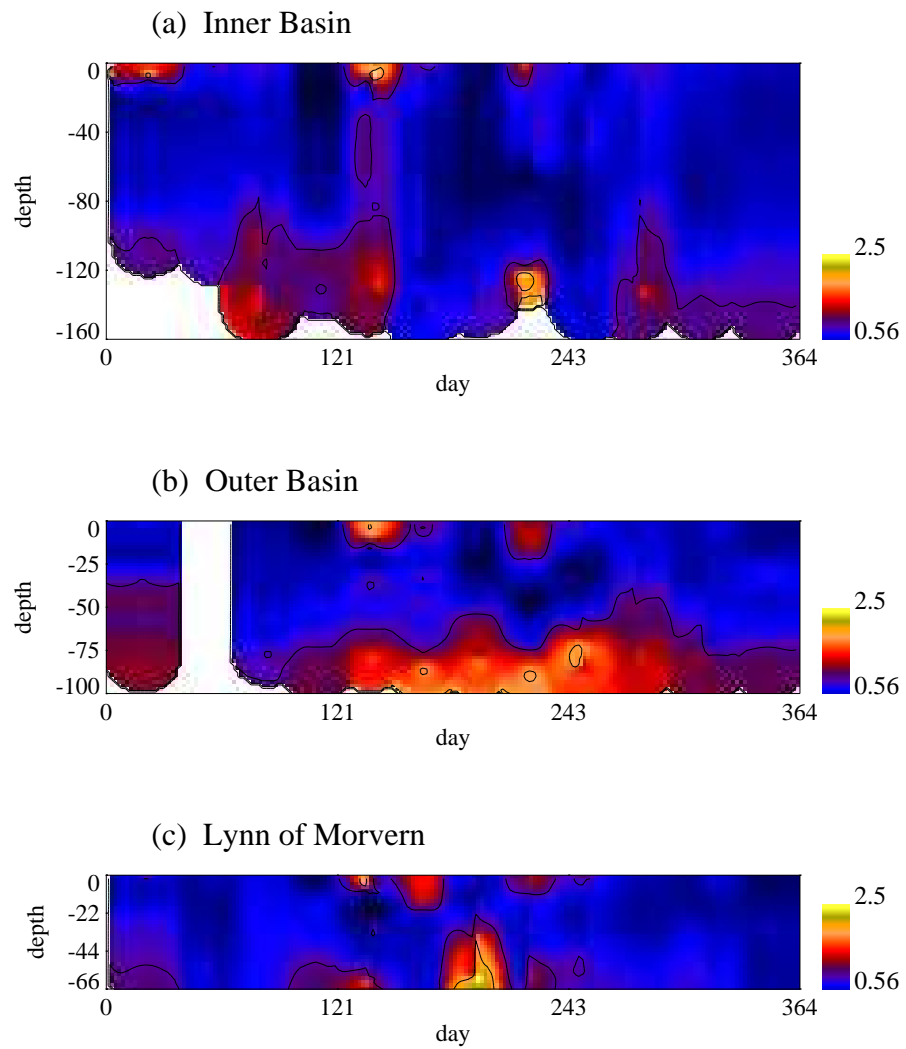 (a) Inner Basin
0
-40
-80
-120
-160
depth
0 121 243 364
day
2.5
0.56
(b) Outer Basin
0
-25
-50
-75
-100
depth
0 121 243 364
day
2.5
0.56
(c) Lynn of Morvern
0
-22
-44
-66
depth
0 121 243 364
day
2.5
0.56